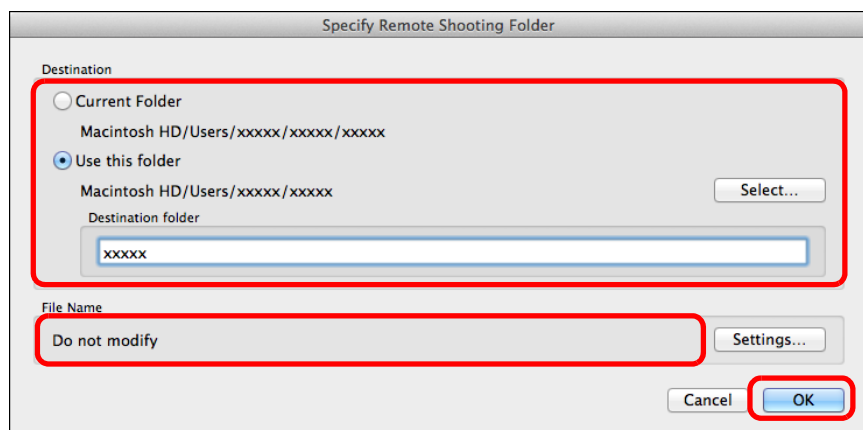 Specify Remote Shooting Folder
Destination
Current Folder
Macintosh HD/Users/xxxxx/xxxxx/xxxxx
Use this folder
Macintosh HD/Users/xxxxx/xxxxx
Select...
Destination folder
xxxxx
File Name
Do not modify
Settings...
Cancel
OK